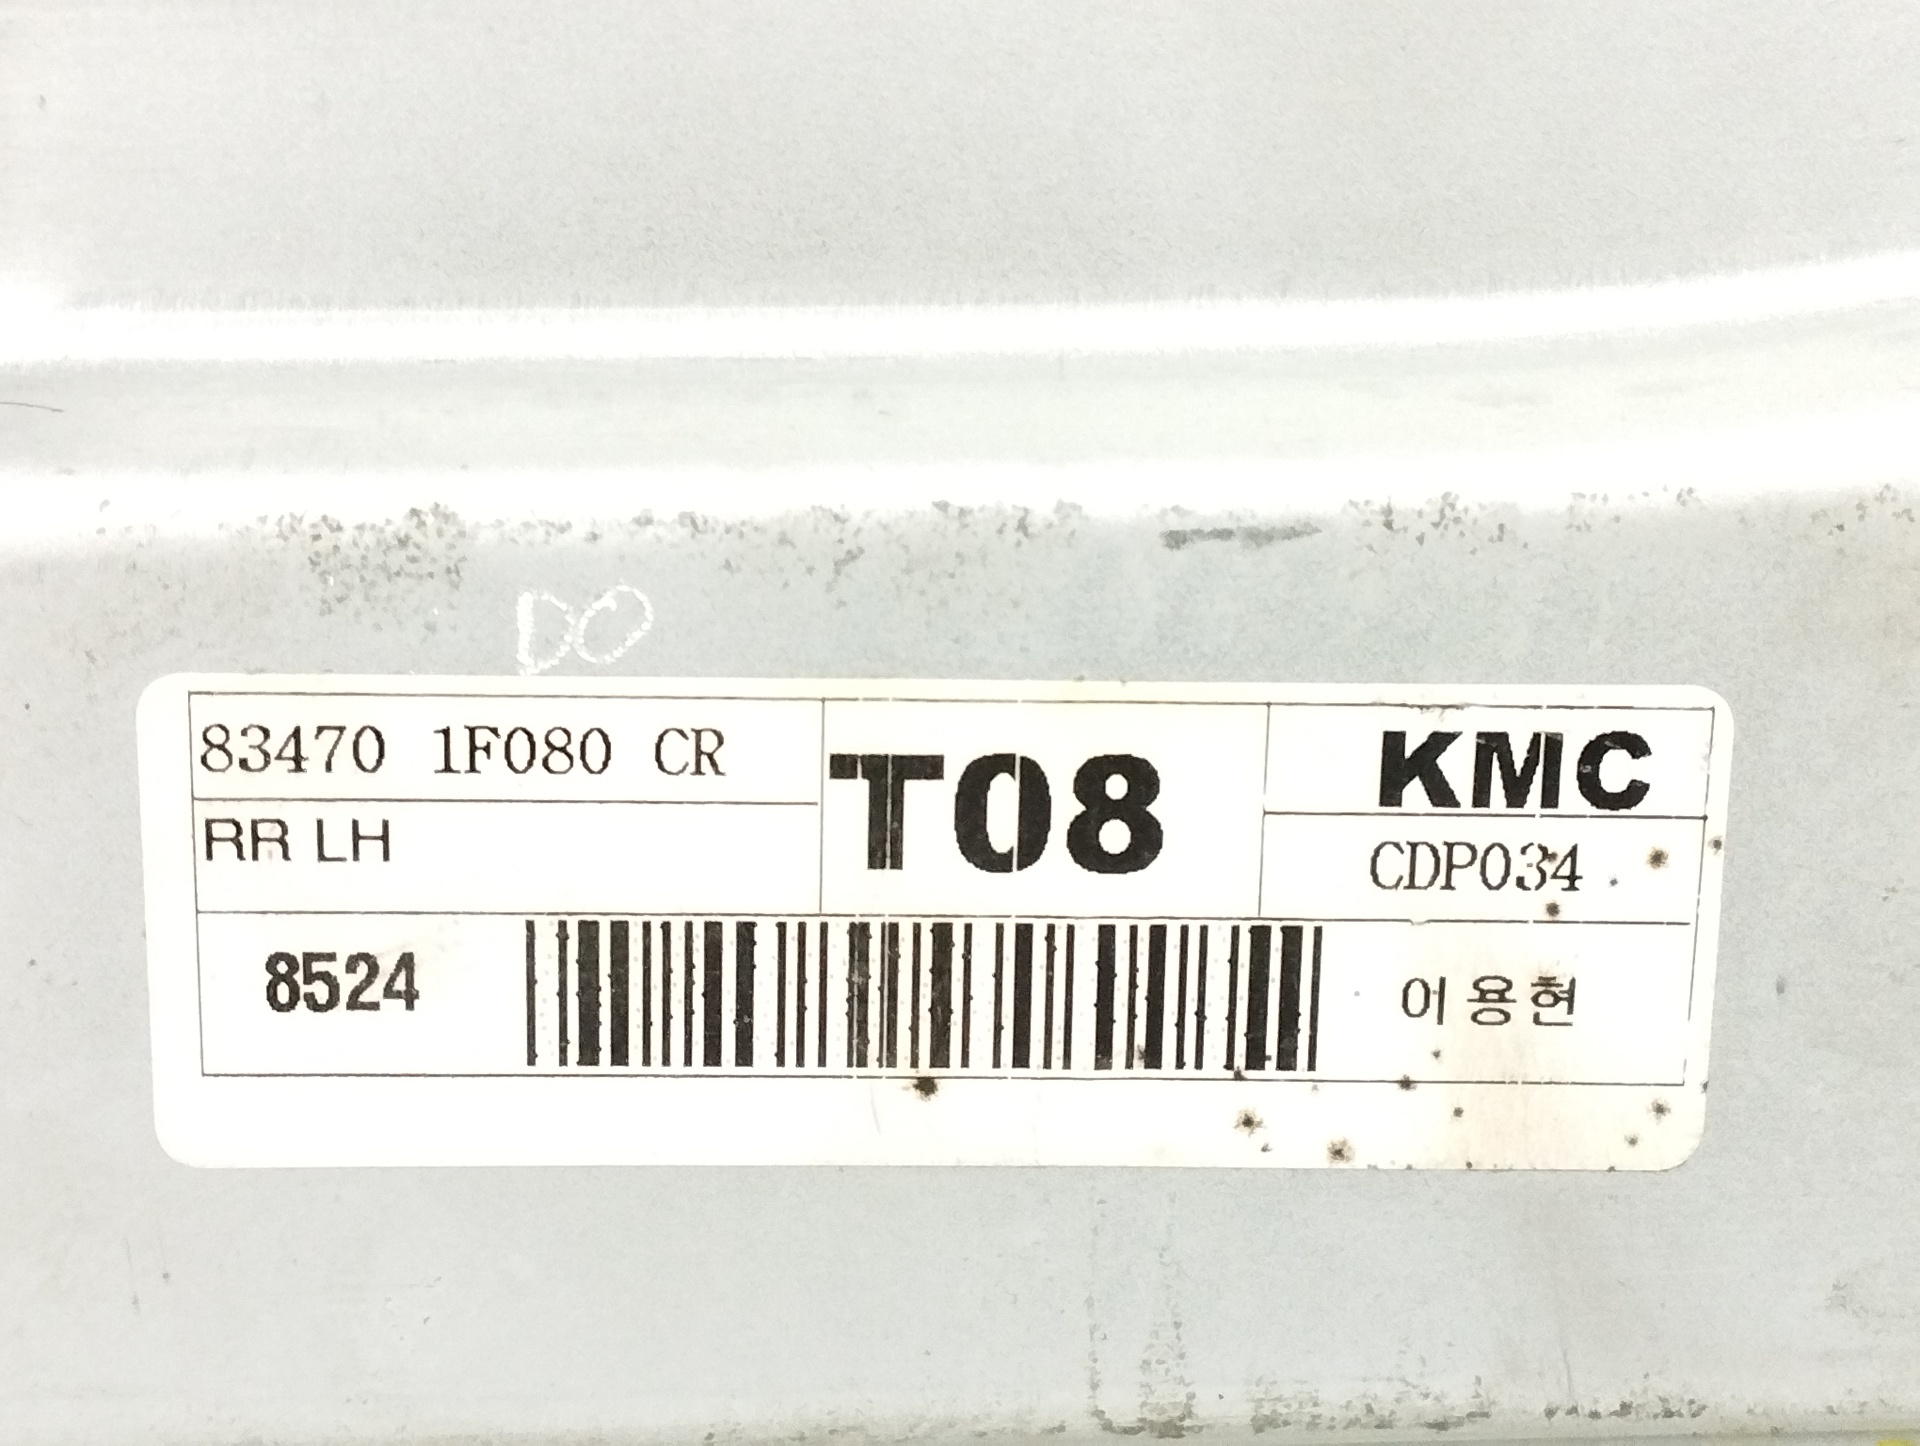 DO
83470 1F080 CR
RR LH
T08
KMC
CDP034
8524
이용현